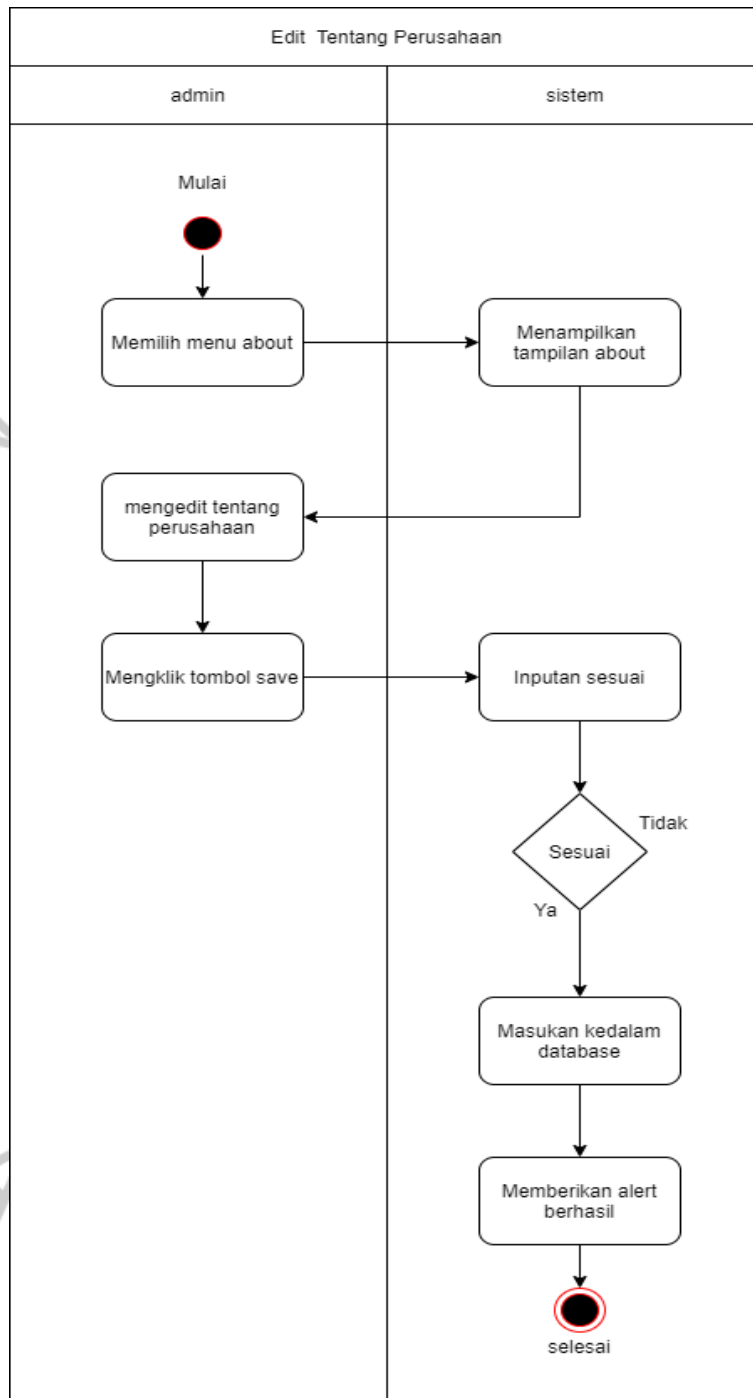 Edit Tentang Perusahaan
admin
sistem
Mulai
Memilih menu about
Menampilkan
tampilan about
mengedit tentang
perusahaan
Mengklik tombol save
Inputan sesuai
Tidak
Sesuai
Ya
Masukan kedalam
database
Memberikan alert
berhasil
selesai